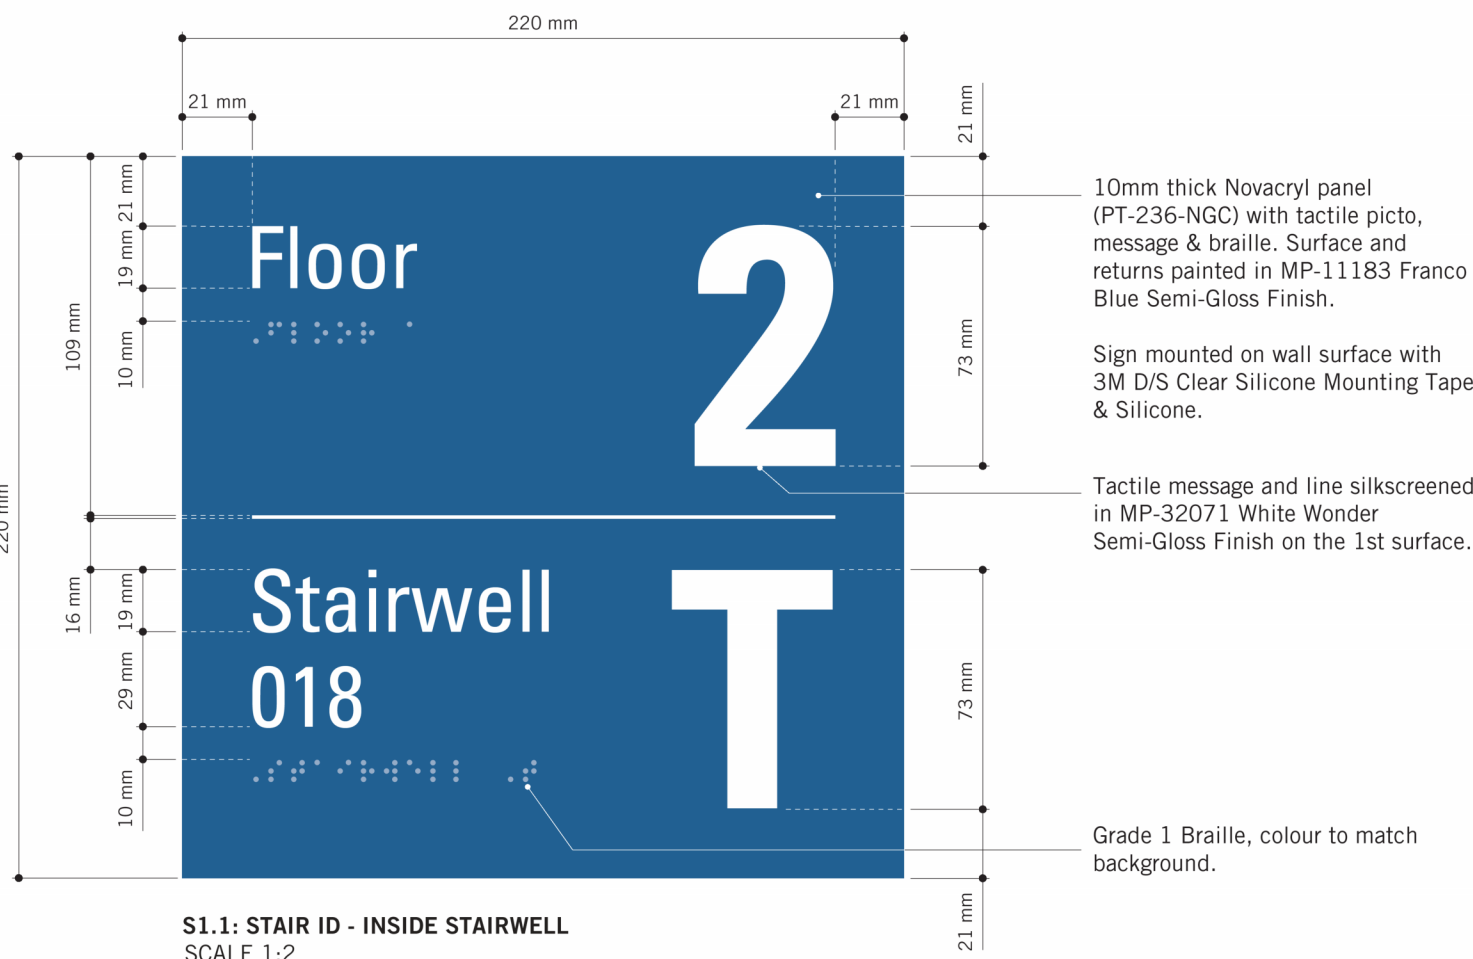 220 mm
21 mm
21 mm
21 mm
21 mm
19 mm
10 mm
109 mm
220 mm
73 mm
Floor
2
10mm thick Novacryl panel
(PT-236-NGC) with tactile picto,
message & braille. Surface and
returns painted in MP-11183 Franco
Blue Semi-Gloss Finish.
Sign mounted on wall surface with
3M D/S Clear Silicone Mounting Tape
& Silicone.
Tactile message and line silkscreened
in MP-32071 White Wonder
Semi-Gloss Finish on the 1st surface.
16 mm
19 mm
29 mm
10 mm
Stairwell
018
T
73 mm
21 mm
Grade 1 Braille, colour to match
background.
S1.1: STAIR ID - INSIDE STAIRWELL
SCALE 1:2